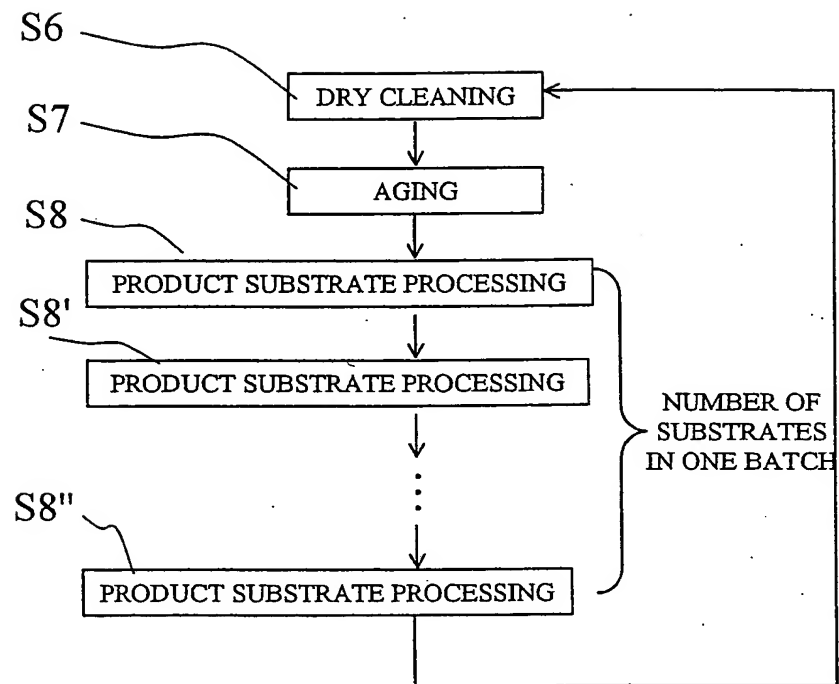 S6
DRY CLEANING
S7
AGING
S8
PRODUCT SUBSTRATE PROCESSING
S8'
PRODUCT SUBSTRATE PROCESSING
NUMBER OF
SUBSTRATES
IN ONE BATCH
S8"
PRODUCT SUBSTRATE PROCESSING